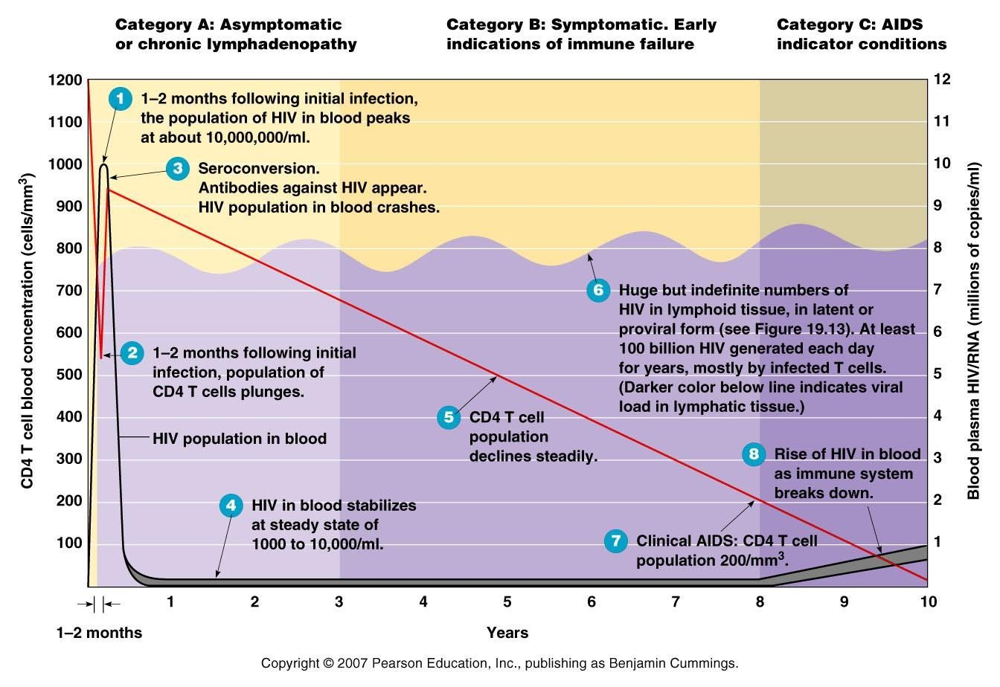 Category A: Asymptomatic
or chronic lymphadenopathy
Category B: Symptomatic. Early
indications of immune failure
Category C: AIDS
indicator conditions
CD4 T cell blood concentration (cells/mm³)
1200
1100
1000
900
800
700
600
500
400
300
200
100
1
1–2 months following initial infection,
the population of HIV in blood peaks
at about 10,000,000/ml.
3
Seroconversion.
Antibodies against HIV appear.
HIV population in blood crashes.
2
1–2 months following initial
infection, population of
CD4 T cells plunges.
HIV population in blood
4
HIV in blood stabilizes
at steady state of
1000 to 10,000/ml.
5
CD4 T cell
population
declines steadily.
6
Huge but indefinite numbers of
HIV in lymphoid tissue, in latent or
proviral form (see Figure 19.13). At least
100 billion HIV generated each day
for years, mostly by infected T cells.
(Darker color below line indicates viral
load in lymphatic tissue.)
7
Clinical AIDS: CD4 T cell
population 200/mm³.
8
Rise of HIV in blood
as immune system
breaks down.
12
11
10
9
8
7
6
5
4
3
2
1
Blood plasma HIV/RNA (millions of copies/ml)
1 2 3 4 5 6 7 8 9 10
1–2 months
Years
Copyright © 2007 Pearson Education, Inc., publishing as Benjamin Cummings.